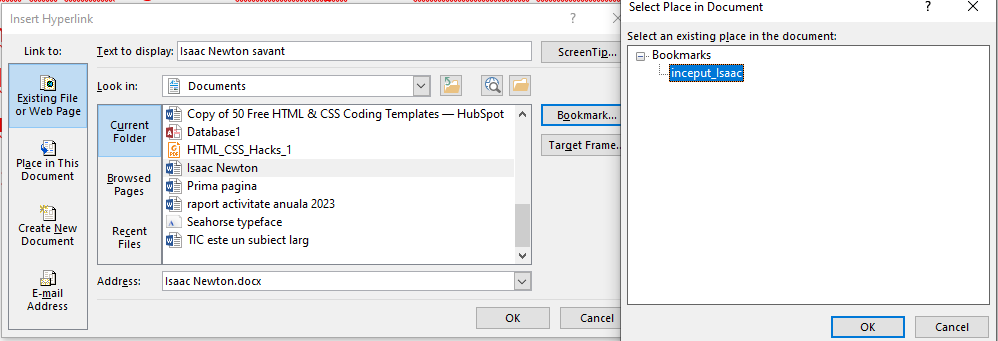 Insert Hyperlink
?
Link to:
Text to display:
Isaac Newton savant
ScreenTip...
Existing File
or Web Page
Place in This
Document
Create New
Document
E-mail
Address
Look in:
Documents
Current
Folder
Browsed
Pages
Recent
Files
Copy of 50 Free HTML & CSS Coding Templates — HubSpot
Database1
HTML_CSS_Hacks_1
Isaac Newton
Prima pagina
raport activitate anuala 2023
Seahorse typeface
TIC este un subiect larg
Bookmark...
Target Frame...
Address:
Isaac Newton.docx
OK
Cancel
Select Place in Document
?
Select an existing place in the document:
Bookmarks
inceput_Isaac
OK
Cancel